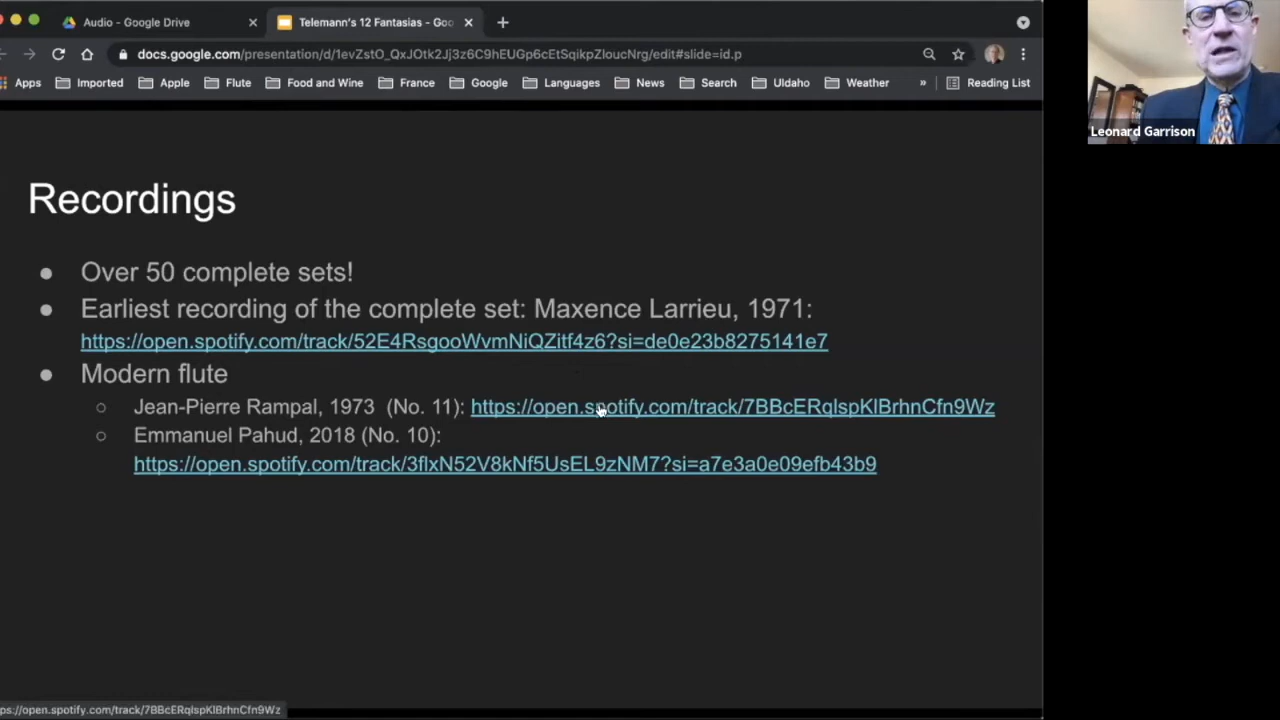 Audio - Google Drive
Telemann's 12 Fantasias - Goo
docs.google.com/presentation/d/1evZstO_QxJOtk2Jj3z6C9hEUGp6cEtSqikpZIoucNrg/edit#slide=id.p
Apps Imported Apple Flute Food and Wine France Google Languages News Search UIdaho Weather » Reading List
Leonard Garrison
Recordings
● Over 50 complete sets!
● Earliest recording of the complete set: Maxence Larrieu, 1971:
https://open.spotify.com/track/52E4RsgooWvmNiQZitf4z6?si=de0e23b8275141e7
● Modern flute
○ Jean-Pierre Rampal, 1973 (No. 11): https://open.spotify.com/track/7BBcERqlspKlBrhnCfn9Wz
○ Emmanuel Pahud, 2018 (No. 10):
https://open.spotify.com/track/3flxN52V8kNf5UsEL9zNM7?si=a7e3a0e09efb43b9
ps://open.spotify.com/track/7BBcERqlspKlBrhnCfn9Wz